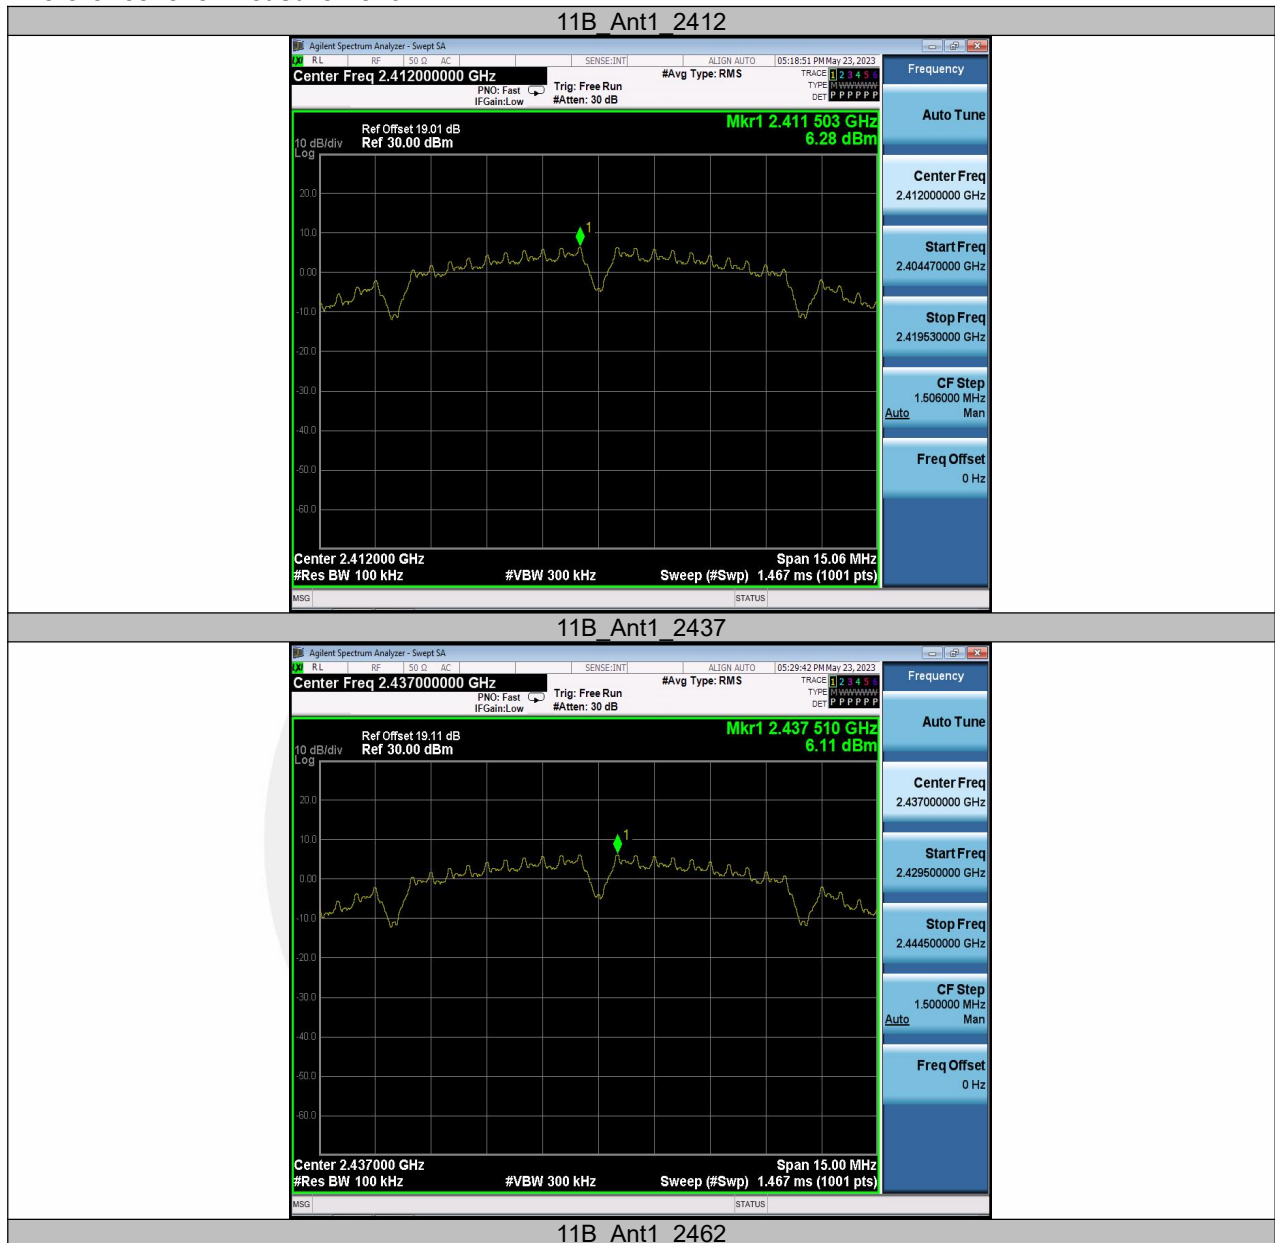 11B_Ant1_2412
Agilent Spectrum Analyzer - Swept SA
LXI RL RF 50 Ω AC SENSE:INT ALIGN AUTO 05:18:51 PM May 23, 2023
Center Freq 2.412000000 GHz
PNO: Fast
IFGain:Low
Trig: Free Run
#Atten: 30 dB
#Avg Type: RMS
TRACE 1 2 3 4 5 6
TYPE M WWWWW
DET P P P P P P
Frequency
Mkr1 2.411 503 GHz
6.28 dBm
Ref Offset 19.01 dB
10 dB/div Ref 30.00 dBm
Log
20.0
10.0
0.00
-10.0
-20.0
-30.0
-40.0
-50.0
-60.0
1
Center 2.412000 GHz Span 15.06 MHz
#Res BW 100 kHz #VBW 300 kHz Sweep (#Swp) 1.467 ms (1001 pts)
MSG STATUS
Auto Tune
Center Freq
2.412000000 GHz
Start Freq
2.404470000 GHz
Stop Freq
2.419530000 GHz
CF Step
1.506000 MHz
Auto Man
Freq Offset
0 Hz
11B_Ant1_2437
Agilent Spectrum Analyzer - Swept SA
LXI RL RF 50 Ω AC SENSE:INT ALIGN AUTO 05:29:42 PM May 23, 2023
Center Freq 2.437000000 GHz
PNO: Fast
IFGain:Low
Trig: Free Run
#Atten: 30 dB
#Avg Type: RMS
TRACE 1 2 3 4 5 6
TYPE M WWWWW
DET P P P P P P
Frequency
Mkr1 2.437 510 GHz
6.11 dBm
Ref Offset 19.11 dB
10 dB/div Ref 30.00 dBm
Log
20.0
10.0
0.00
-10.0
-20.0
-30.0
-40.0
-50.0
-60.0
1
Center 2.437000 GHz Span 15.00 MHz
#Res BW 100 kHz #VBW 300 kHz Sweep (#Swp) 1.467 ms (1001 pts)
MSG STATUS
Auto Tune
Center Freq
2.437000000 GHz
Start Freq
2.429500000 GHz
Stop Freq
2.444500000 GHz
CF Step
1.500000 MHz
Auto Man
Freq Offset
0 Hz
11B_Ant1_2462